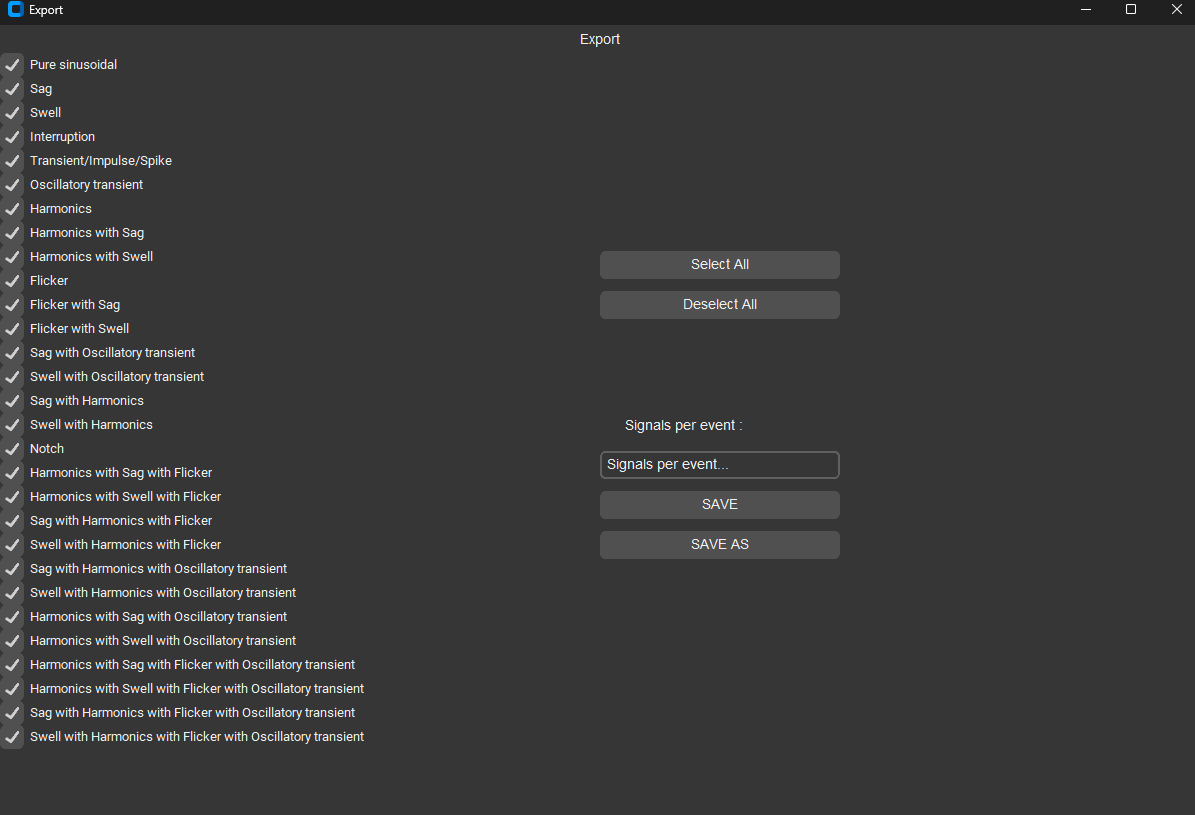 Export
Export
Pure sinusoidal
Sag
Swell
Interruption
Transient/Impulse/Spike
Oscillatory transient
Harmonics
Harmonics with Sag
Harmonics with Swell
Flicker
Flicker with Sag
Flicker with Swell
Sag with Oscillatory transient
Swell with Oscillatory transient
Sag with Harmonics
Swell with Harmonics
Notch
Harmonics with Sag with Flicker
Harmonics with Swell with Flicker
Sag with Harmonics with Flicker
Swell with Harmonics with Flicker
Sag with Harmonics with Oscillatory transient
Swell with Harmonics with Oscillatory transient
Harmonics with Sag with Oscillatory transient
Harmonics with Swell with Oscillatory transient
Harmonics with Sag with Flicker with Oscillatory transient
Harmonics with Swell with Flicker with Oscillatory transient
Sag with Harmonics with Flicker with Oscillatory transient
Swell with Harmonics with Flicker with Oscillatory transient
Select All
Deselect All
Signals per event :
Signals per event...
SAVE
SAVE AS